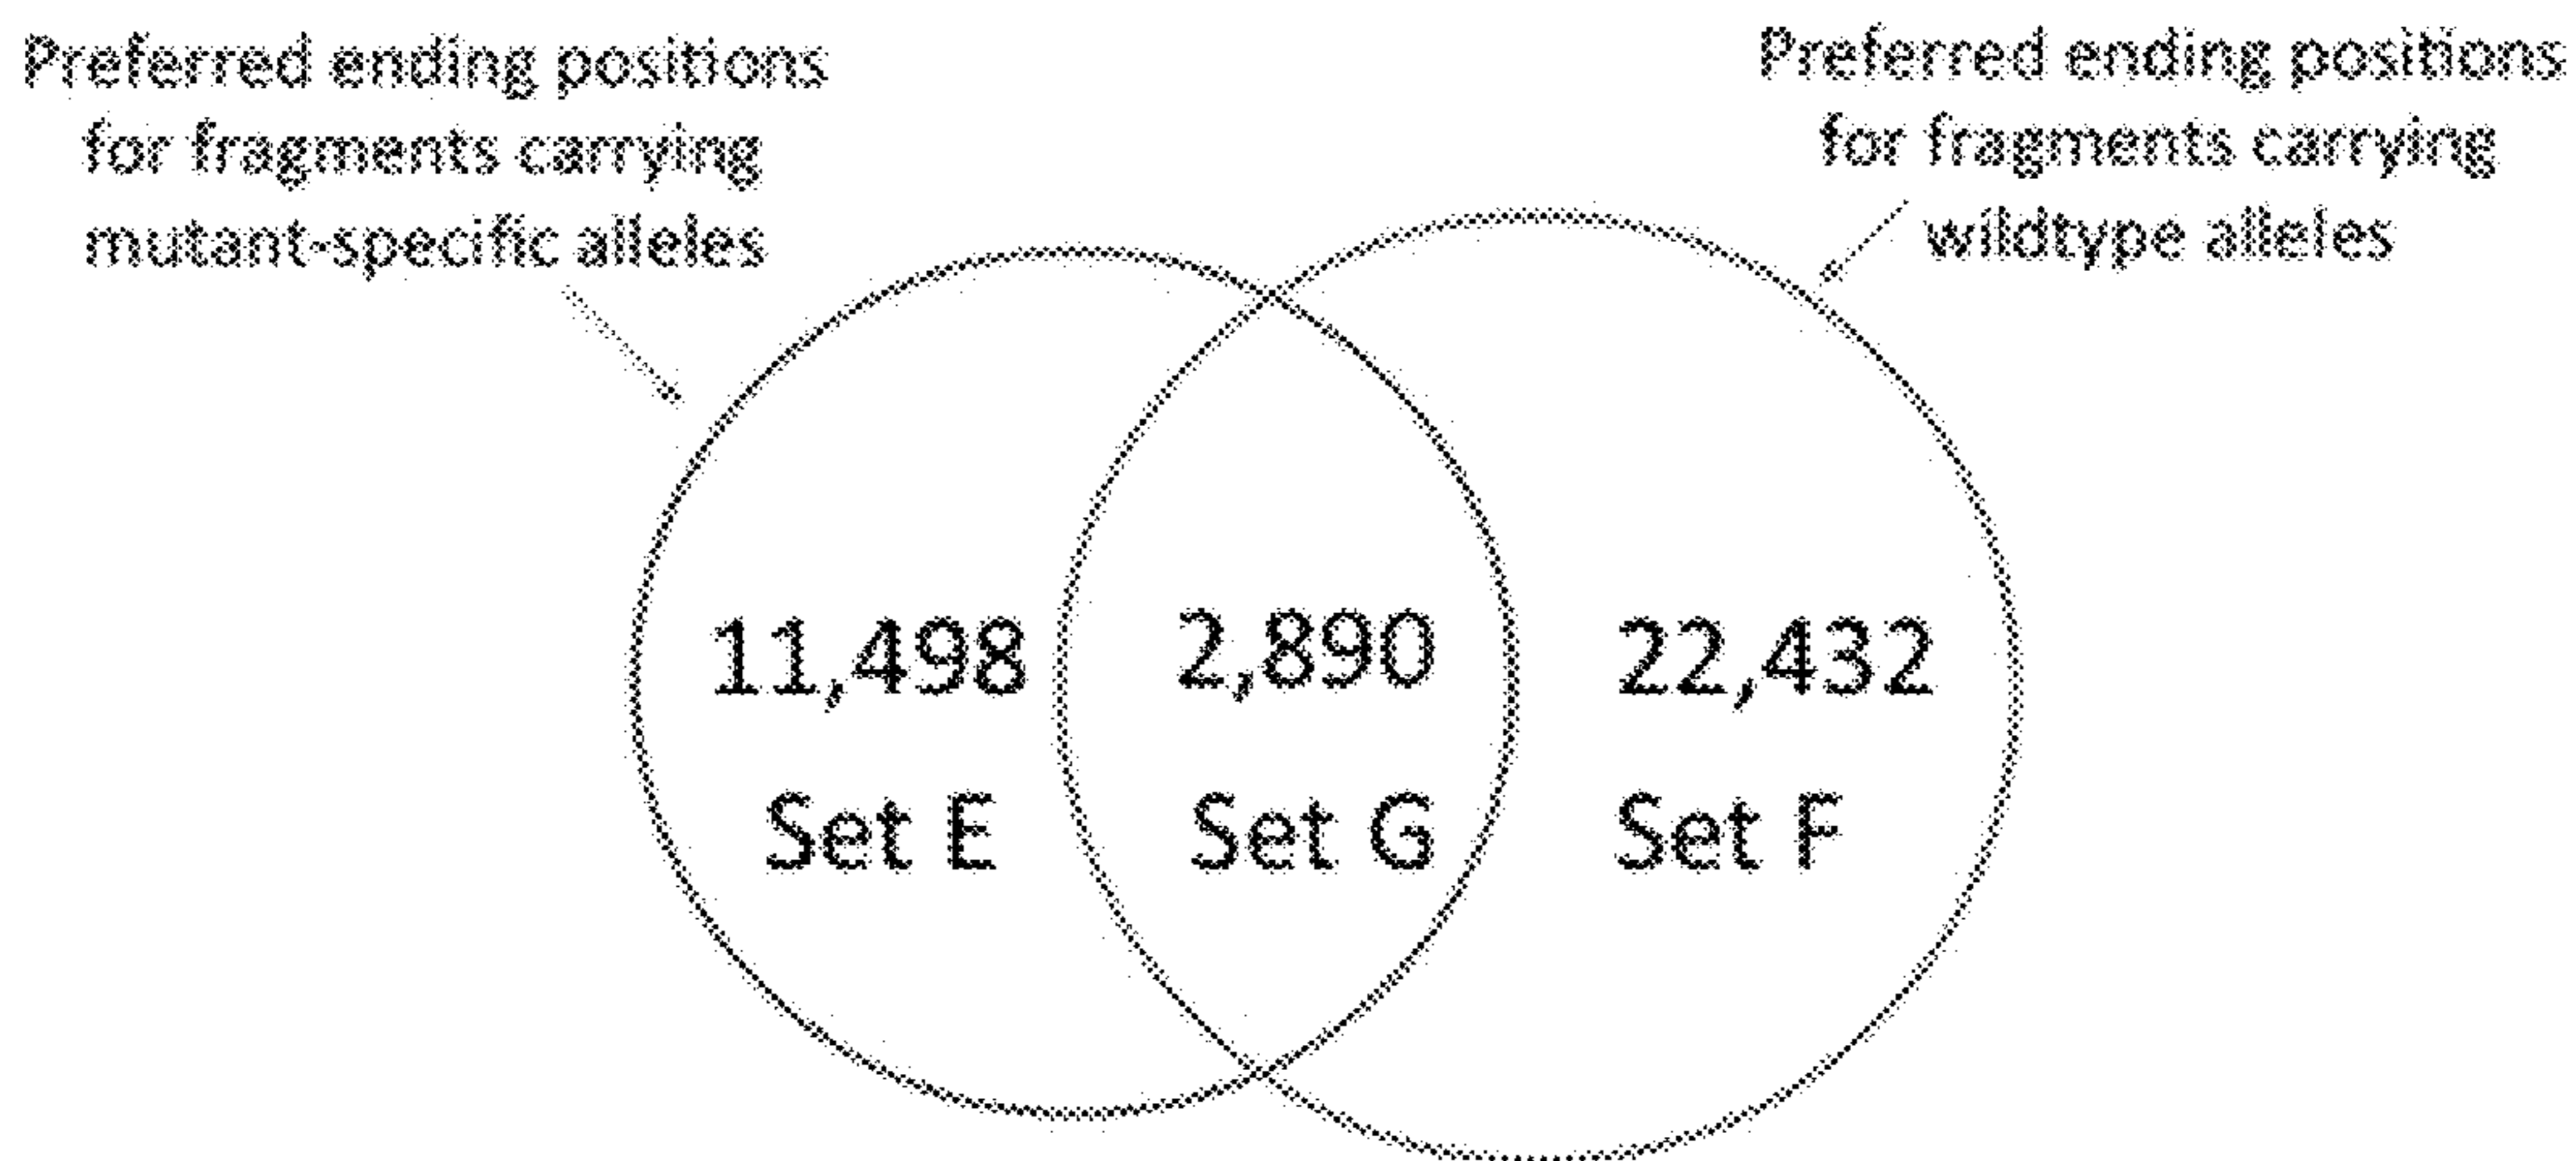 Preferred ending positions
for fragments carrying
mutant-specific alleles
Preferred ending positions
for fragments carrying
wildtype alleles
11,498
2,890
22,432
Set E
Set G
Set F